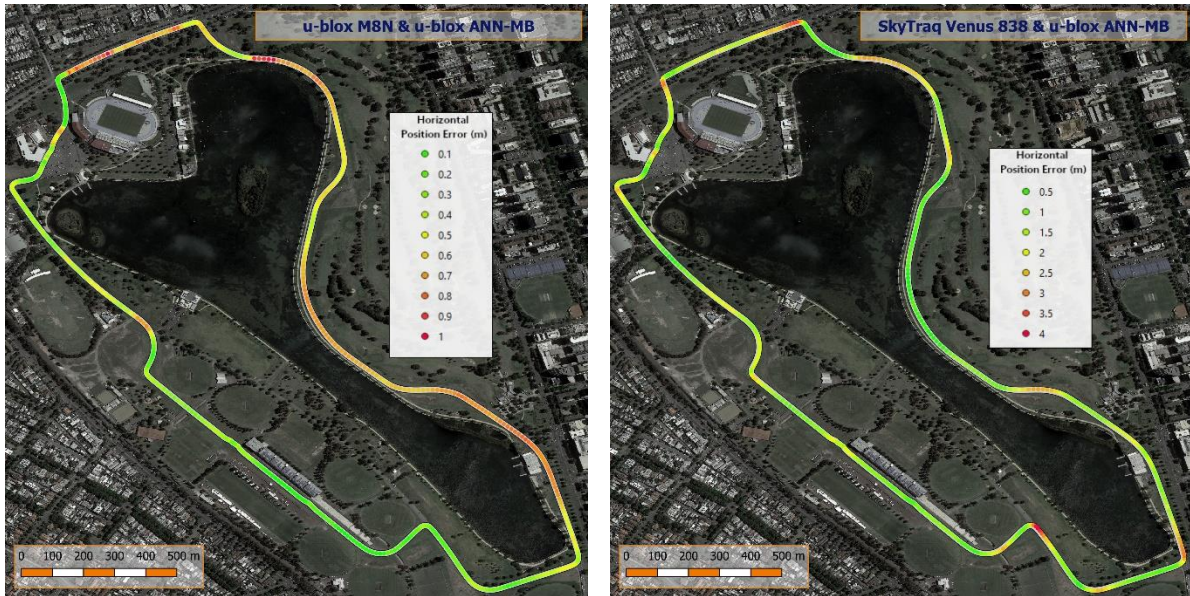 u-blox M8N & u-blox ANN-MB
Horizontal
Position Error (m)
0.1
0.2
0.3
0.4
0.5
0.6
0.7
0.8
0.9
1
0 100 200 300 400 500 m
SkyTraq Venus 838 & u-blox ANN-MB
Horizontal
Position Error (m)
0.5
1
1.5
2
2.5
3
3.5
4
0 100 200 300 400 500 m